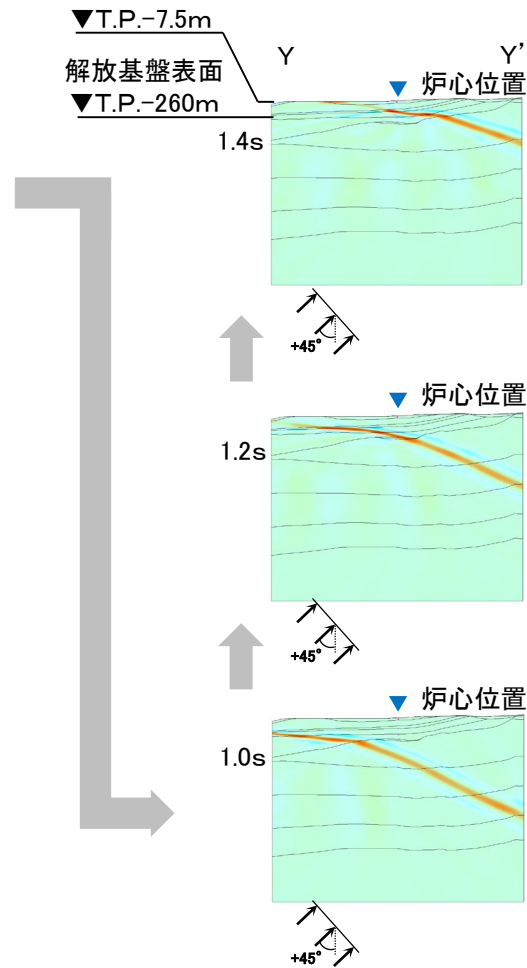 ▼T.P.-7.5m
Y Y'
解放基盤表面
▼炉心位置
▼T.P.-260m
1.4s
+45°
▼炉心位置
1.2s
+45°
▼炉心位置
1.0s
+45°